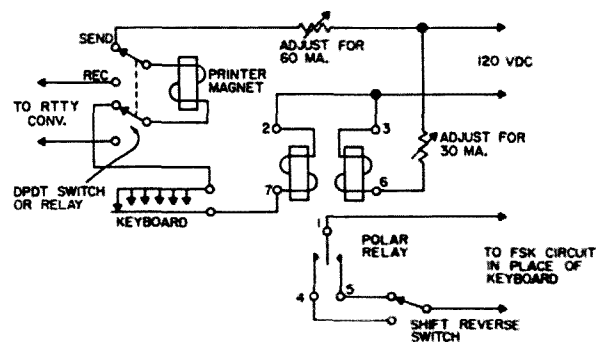 SEND
ADJUST FOR
60 MA.
120 VDC
REC
PRINTER
MAGNET
TO RTTY
CONV.
2
3
ADJUST FOR
30 MA.
DPDT SWITCH
OR RELAY
7
6
KEYBOARD
1
POLAR
RELAY
TO FSK CIRCUIT
IN PLACE OF
KEYBOARD
4
5
SHIFT REVERSE
SWITCH